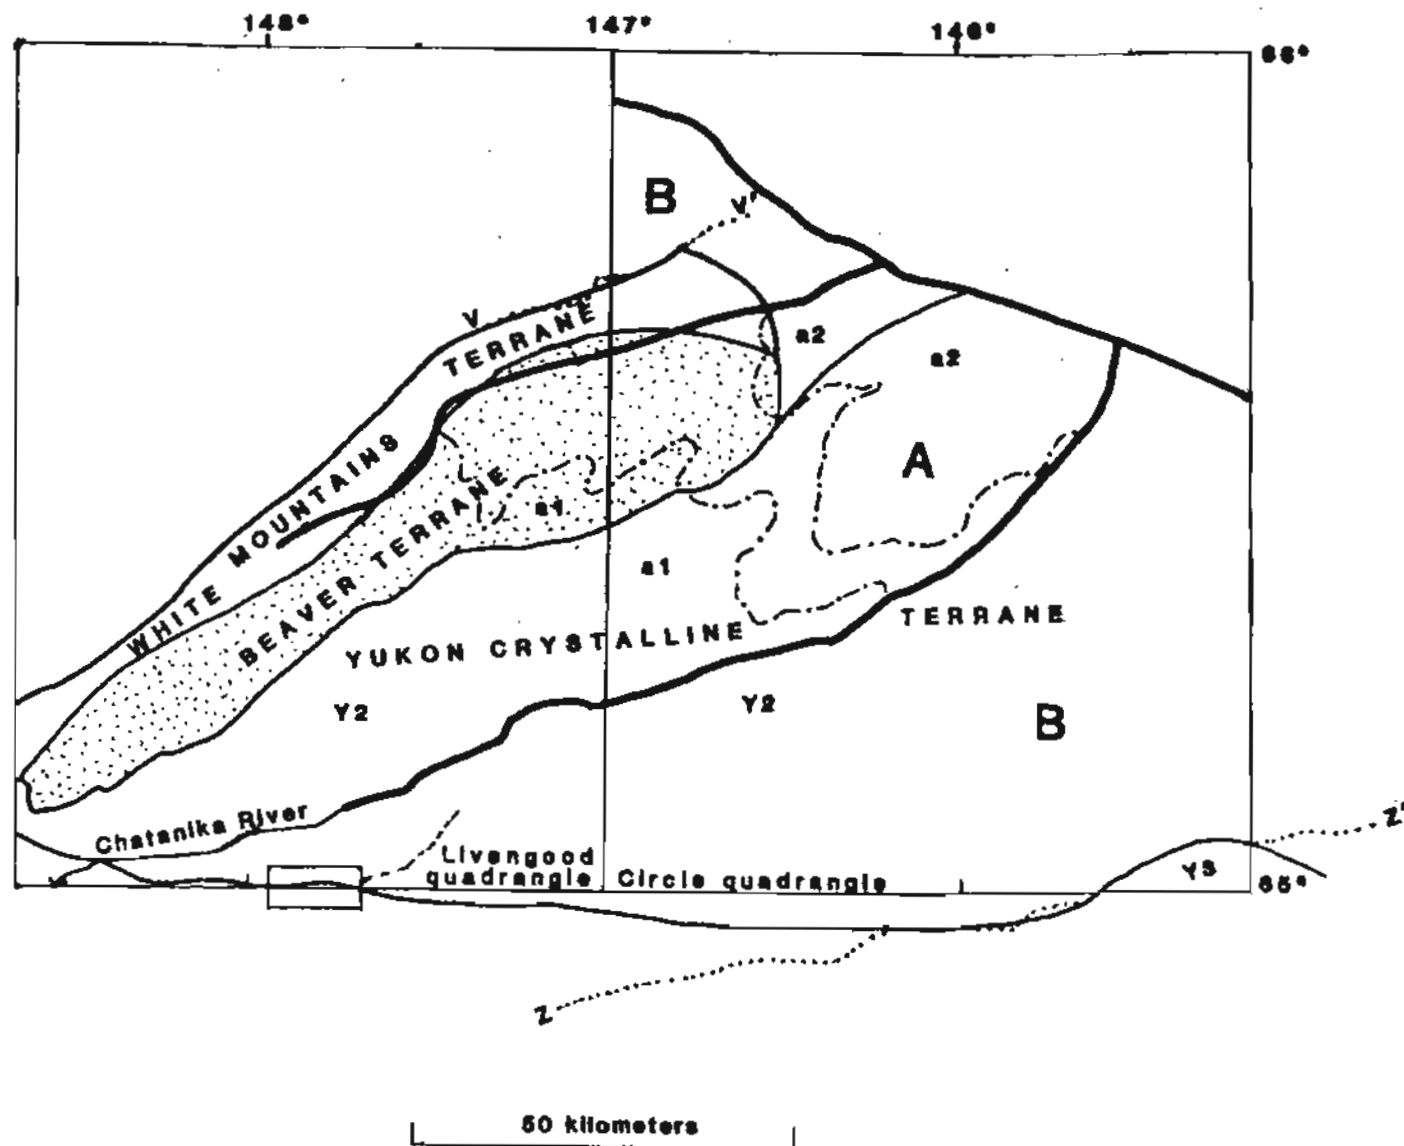 148°
147°
146°
66°
B
V'
V
a2
a2
WHITE MOUNTAINS TERRANE
A
BEAVER TERRANE
a1
a1
YUKON CRYSTALLINE TERRANE
Y2
Y2
B
Chatanika River
Z'
Livengood
quadrangle
Circle quadrangle
Y3
65°
Z
50 kilometers